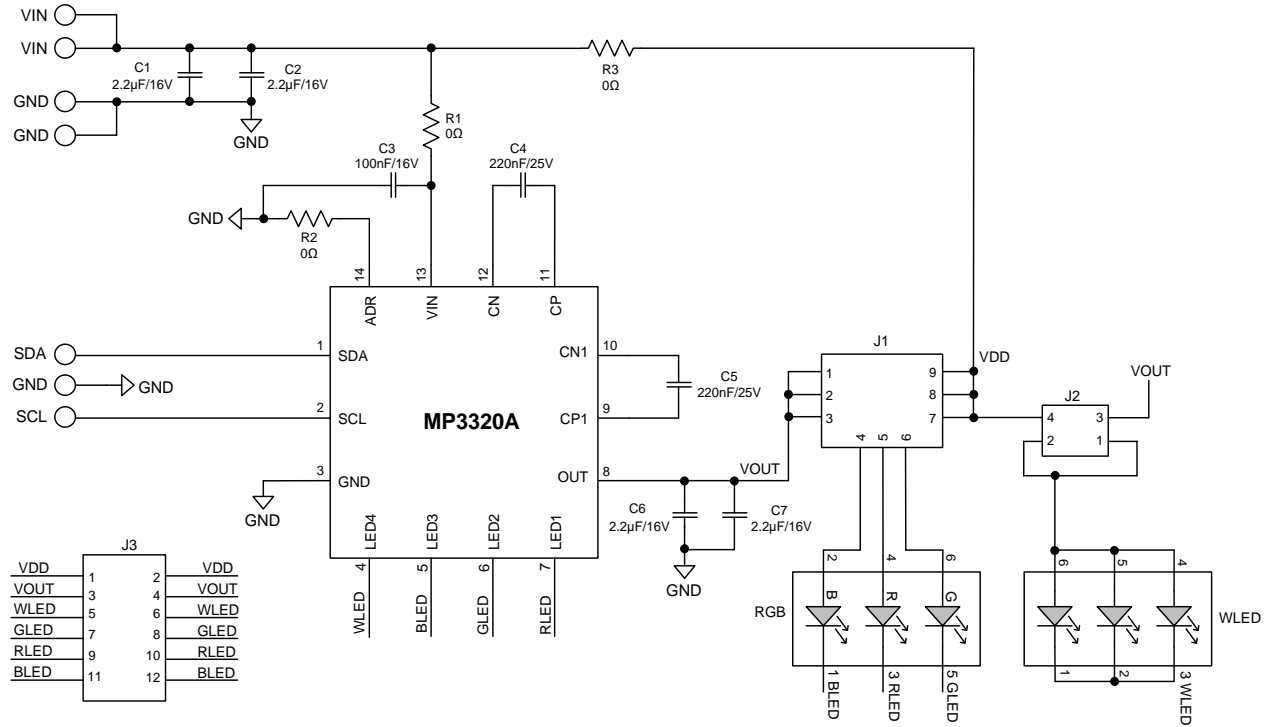 VIN
VIN
C1
2.2μF/16V
C2
2.2μF/16V
R3
0Ω
GND
GND
GND
R1
0Ω
C3
100nF/16V
C4
220nF/25V
GND
R2
0Ω
14
13
12
11
ADR
VIN
CN
CP
SDA
GND
GND
SCL
1
SDA
2
SCL
3
GND
GND
MP3320A
CN1
10
CP1
9
OUT
8
C5
220nF/25V
VOUT
C6
2.2μF/16V
C7
2.2μF/16V
GND
LED4
LED3
LED2
LED1
4
5
6
7
WLED
BLED
GLED
RLED
J1
1
2
3
9
8
7
4
5
6
VDD
J2
4
3
2
1
VOUT
RGB
2
4
6
B
R
G
1 BLED
3 RLED
5 GLED
WLED
6
5
4
1
2
3 WLED
J3
VDD
1
2
VDD
VOUT
3
4
VOUT
WLED
5
6
WLED
GLED
7
8
GLED
RLED
9
10
RLED
BLED
11
12
BLED